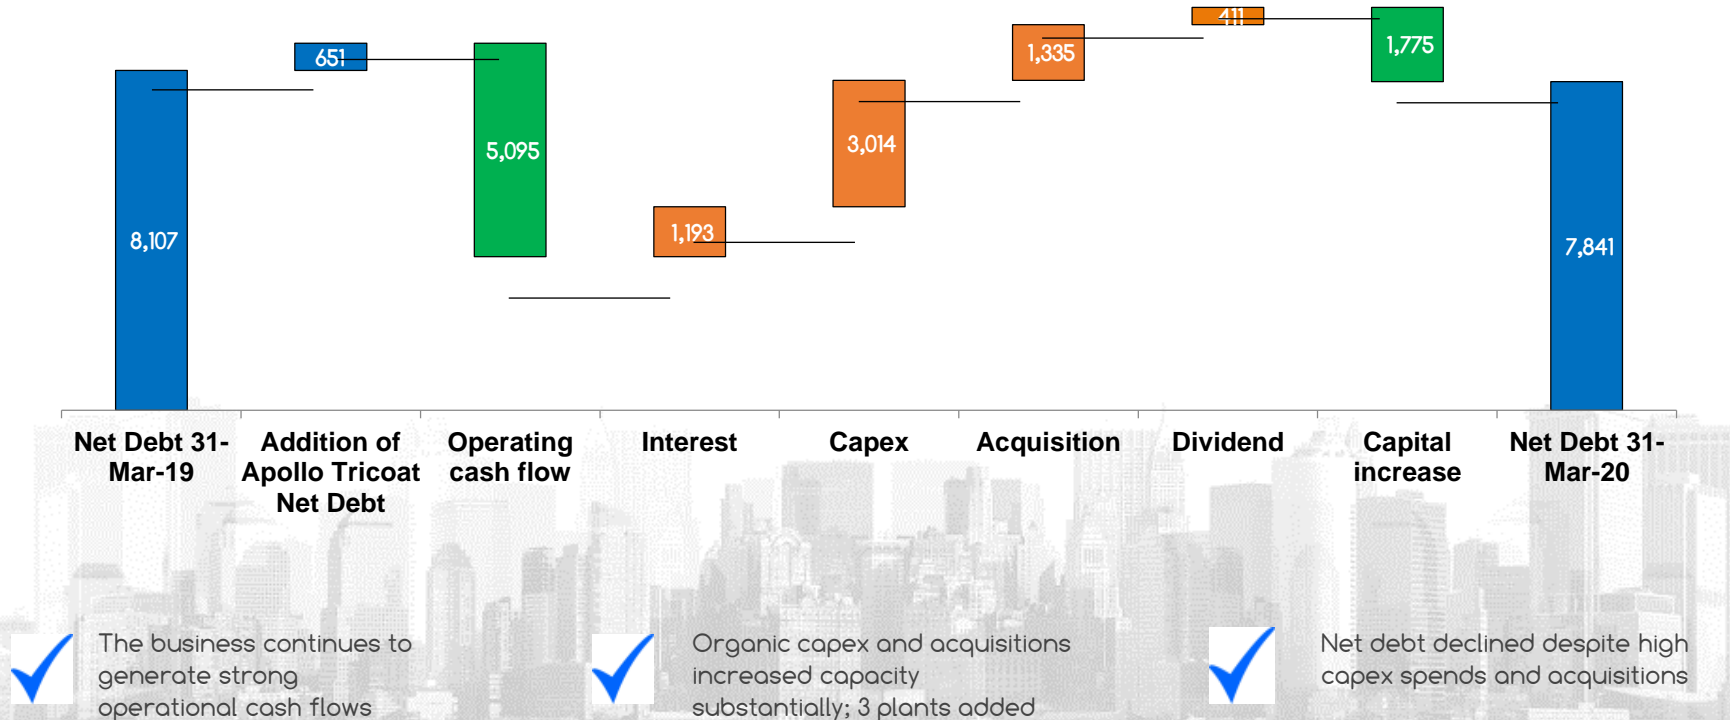 651
5,095
8,107
1,193
3,014
1,335
411
1,775
7,841
Net Debt 31-
Mar-19
Addition of
Apollo Tricoat
Net Debt
Operating
cash flow
Interest
Capex
Acquisition
Dividend
Capital
increase
Net Debt 31-
Mar-20
The business continues to
generate strong
operational cash flows
Organic capex and acquisitions
increased capacity
substantially; 3 plants added
Net debt declined despite high
capex spends and acquisitions